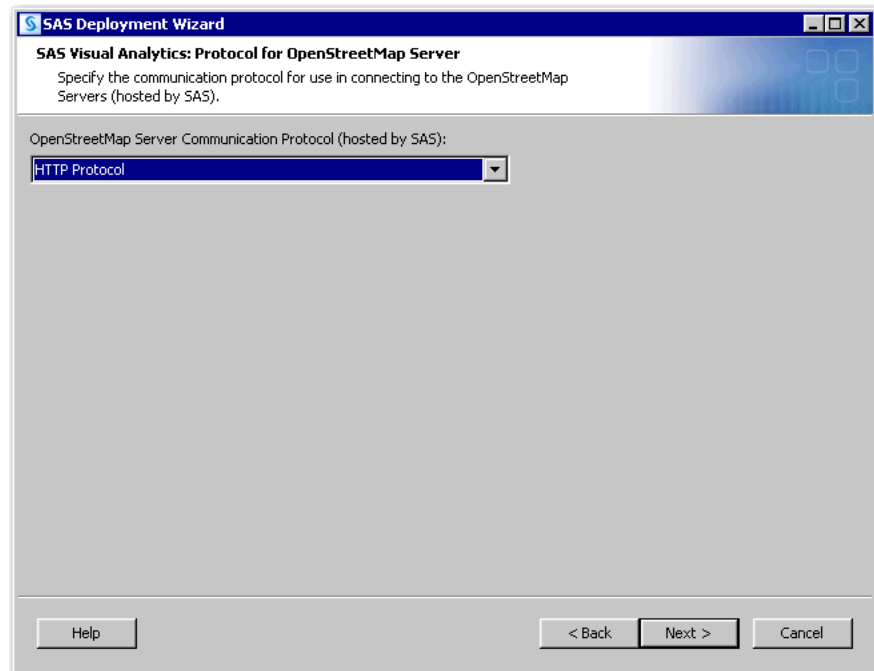 SAS Deployment Wizard
SAS Visual Analytics: Protocol for OpenStreetMap Server
Specify the communication protocol for use in connecting to the OpenStreetMap
Servers (hosted by SAS).
OpenStreetMap Server Communication Protocol (hosted by SAS):
HTTP Protocol
Help
< Back
Next >
Cancel